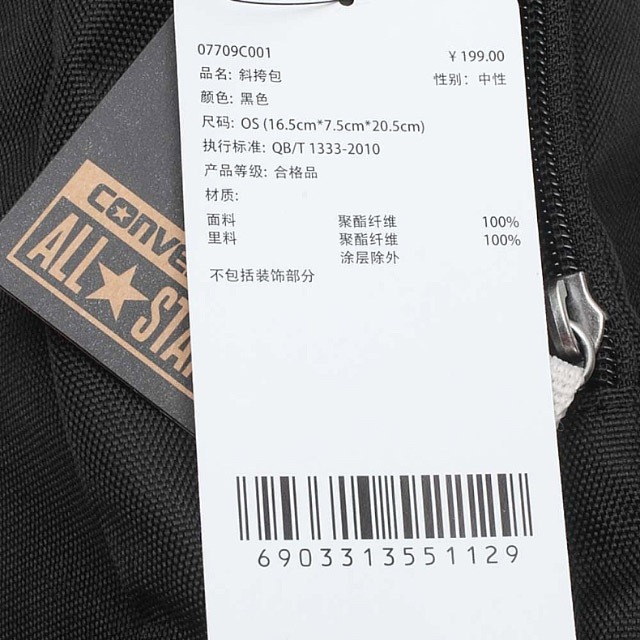 07709C001
￥199.00
品名: 斜挎包
性别: 中性
颜色: 黑色
尺码: OS (16.5cm*7.5cm*20.5cm)
执行标准: QB/T 1333-2010
产品等级: 合格品
材质:
面料 聚酯纤维 100%
里料 聚酯纤维 100%
涂层除外
不包括装饰部分
6903313551129
ALL